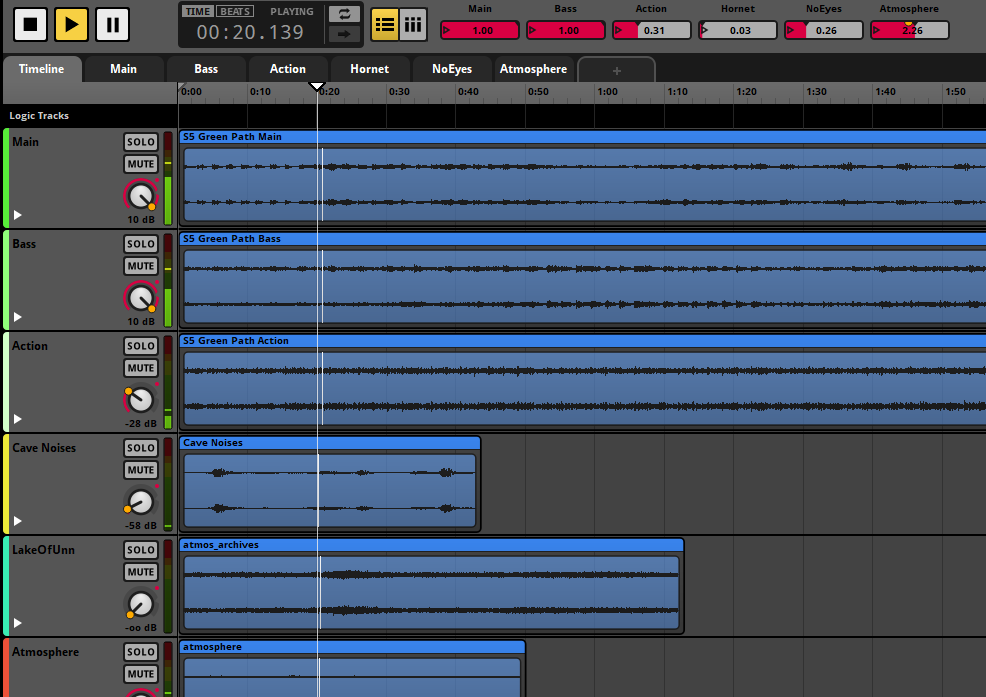 TIME BEATS PLAYING
00:20.139
Main Bass Action Hornet NoEyes Atmosphere
1.00 1.00 0.31 0.03 0.26 2.26
Timeline Main Bass Action Hornet NoEyes Atmosphere +
0:00 0:10 0:20 0:30 0:40 0:50 1:00 1:10 1:20 1:30 1:40 1:50
Logic Tracks
Main SOLO S5 Green Path Main
MUTE
10 dB
Bass SOLO S5 Green Path Bass
MUTE
10 dB
Action SOLO S5 Green Path Action
MUTE
-28 dB
Cave Noises SOLO Cave Noises
MUTE
-58 dB
LakeOfUnn SOLO atmos_archives
MUTE
-oo dB
Atmosphere SOLO atmosphere
MUTE